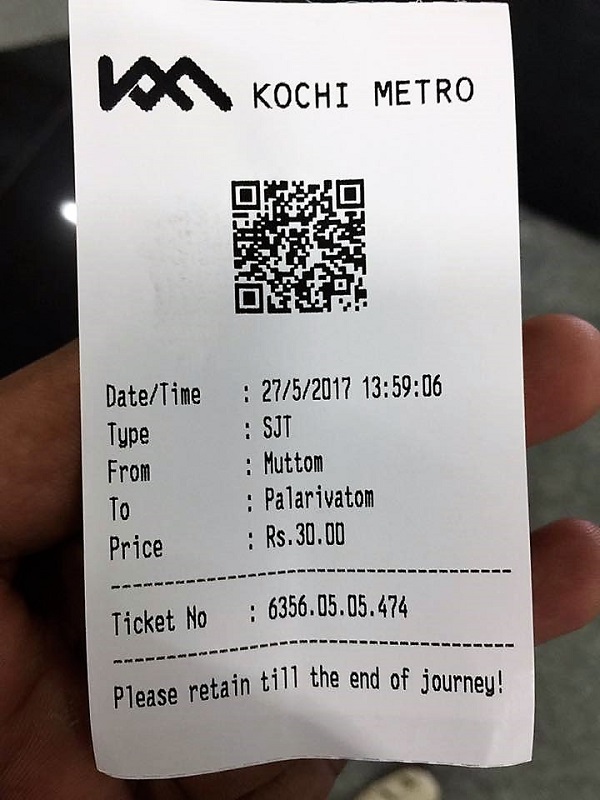 KOCHI METRO
Date/Time : 27/5/2017 13:59:06
Type : SJT
From : Muttom
To : Palarivatom
Price : Rs.30.00
Ticket No : 6356.05.05.474
Please retain till the end of journey!